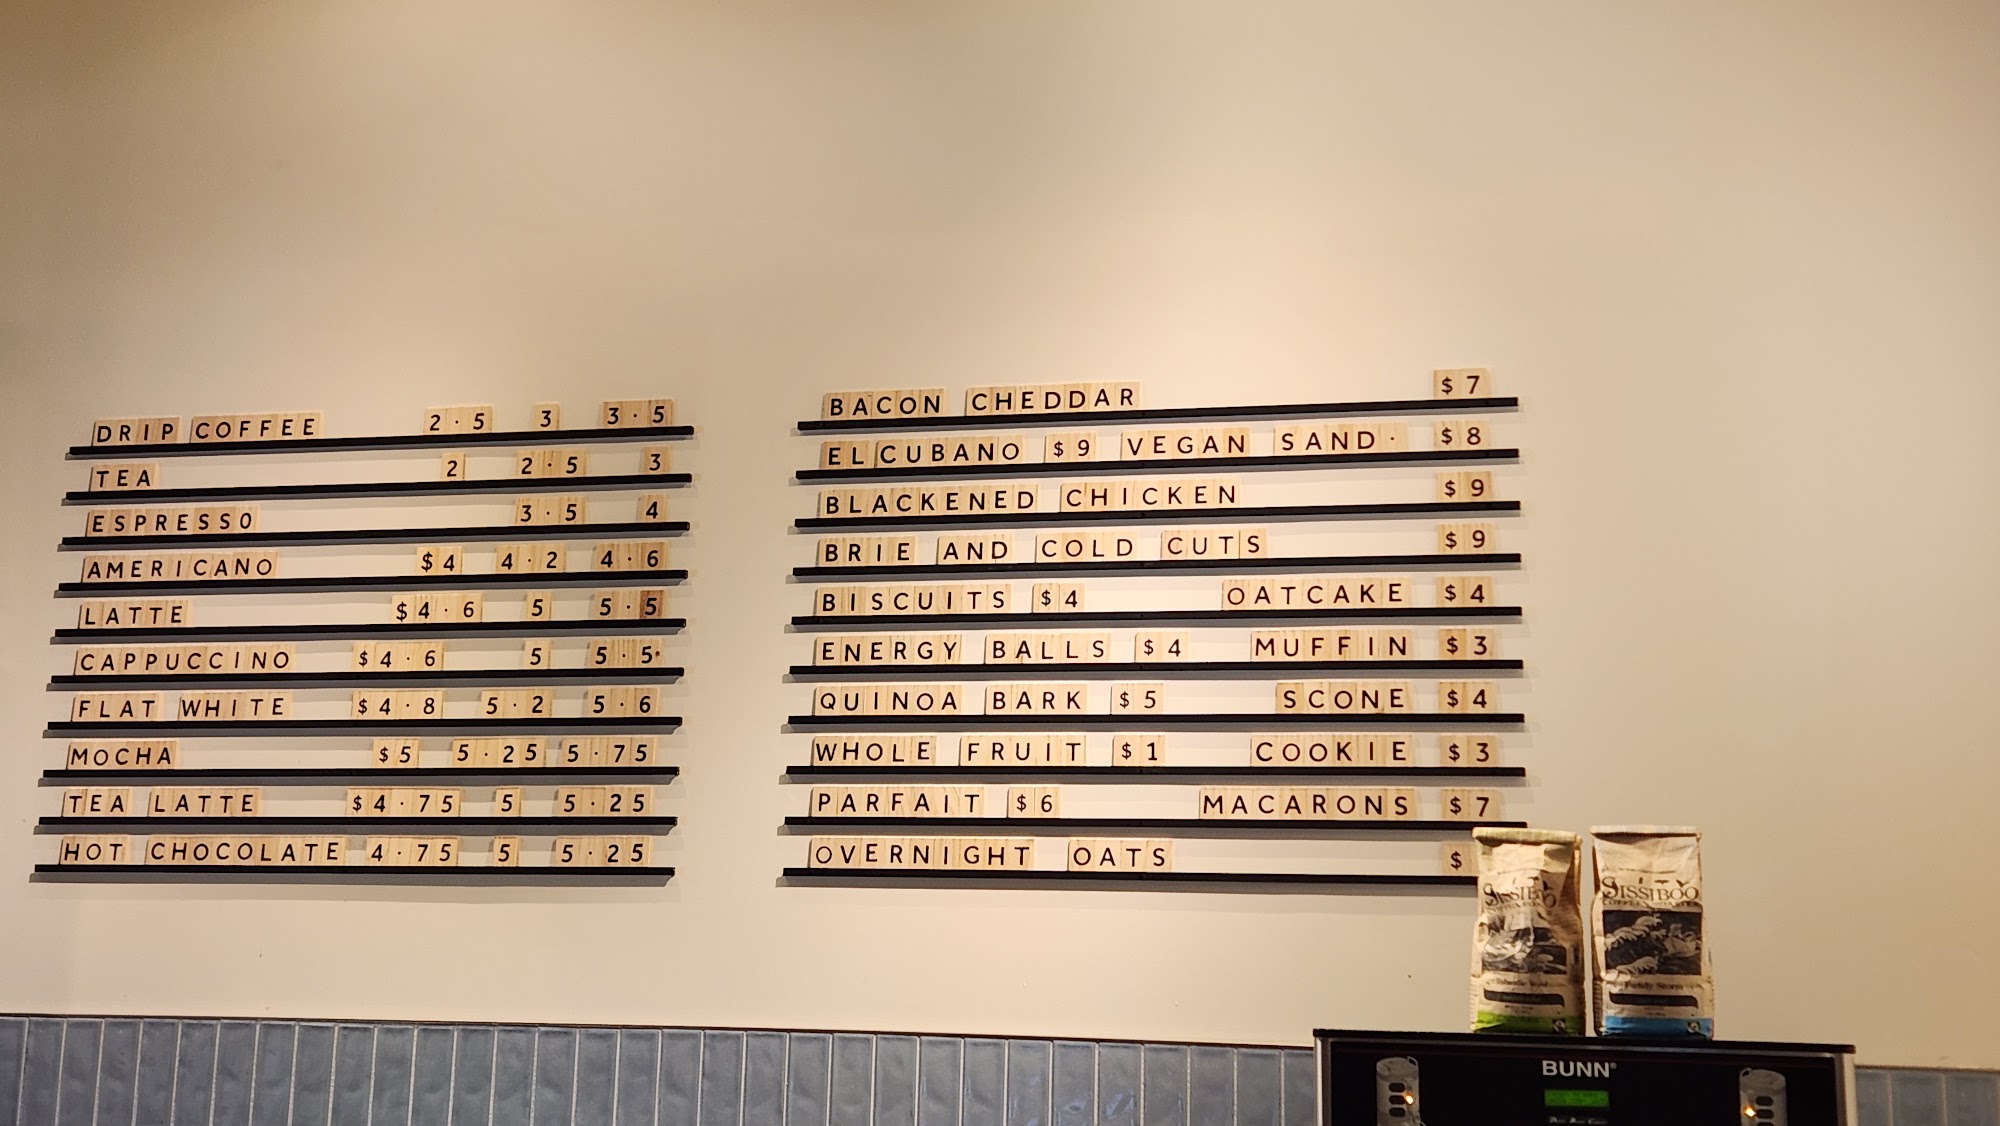 DRIP COFFEE 2.5 3 3.5
TEA 2 2.5 3
ESPRESSO 3.5 4
AMERICANO $4 4.2 4.6
LATTE $4.6 5 5.5
CAPPUCCINO $4.6 5 5.5
FLAT WHITE $4.8 5.2 5.6
MOCHA $5 5.25 5.75
TEA LATTE $4.75 5 5.25
HOT CHOCOLATE 4.75 5 5.25
BACON CHEDDAR $7
EL CUBANO $9 VEGAN SAND. $8
BLACKENED CHICKEN $9
BRIE AND COLD CUTS $9
BISCUITS $4 OATCAKE $4
ENERGY BALLS $4 MUFFIN $3
QUINOA BARK $5 SCONE $4
WHOLE FRUIT $1 COOKIE $3
PARFAIT $6 MACARONS $7
OVERNIGHT OATS $
SISSIBOO
SISSIBOO
COFFEE ROASTER
Fundy Storm
BUNN®